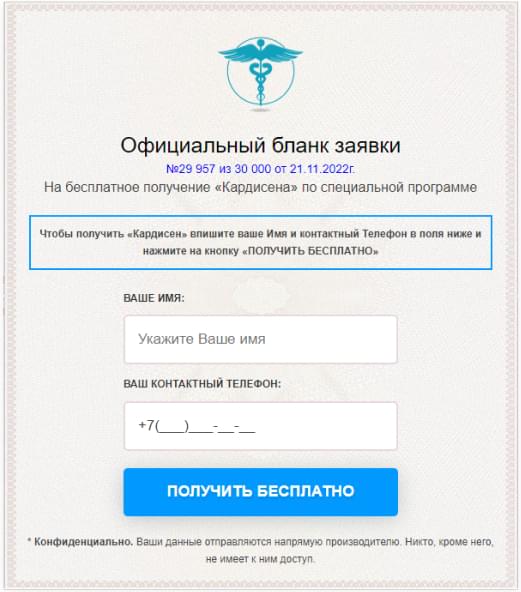 Официальный бланк заявки
№29 957 из 30 000 от 21.11.2022г.
На бесплатное получение «Кардисена» по специальной программе
Чтобы получить «Кардисен» впишите ваше Имя и контактный Телефон в поля ниже и
нажмите на кнопку «ПОЛУЧИТЬ БЕСПЛАТНО»
ВАШЕ ИМЯ:
Укажите Ваше имя
ВАШ КОНТАКТНЫЙ ТЕЛЕФОН:
+7(___)___-__-__
ПОЛУЧИТЬ БЕСПЛАТНО
* Конфиденциально. Ваши данные отправляются напрямую производителю. Никто, кроме него,
не имеет к ним доступ.